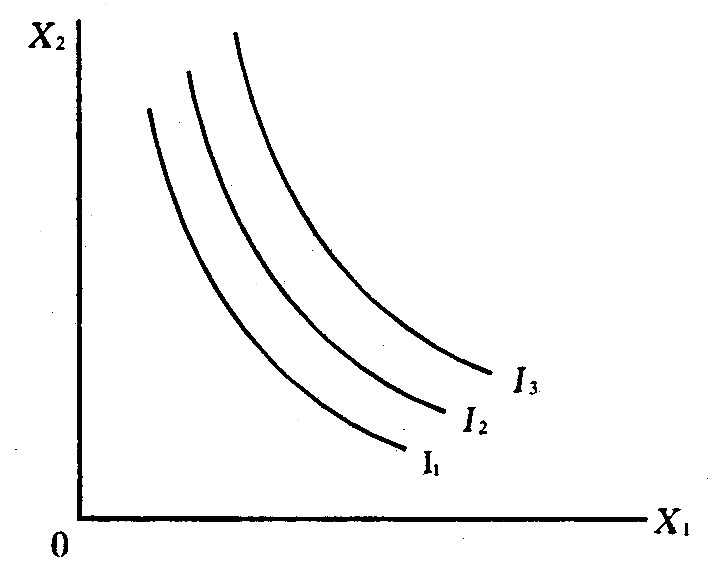 X₂
I₃
I₂
I₁
X₁
0